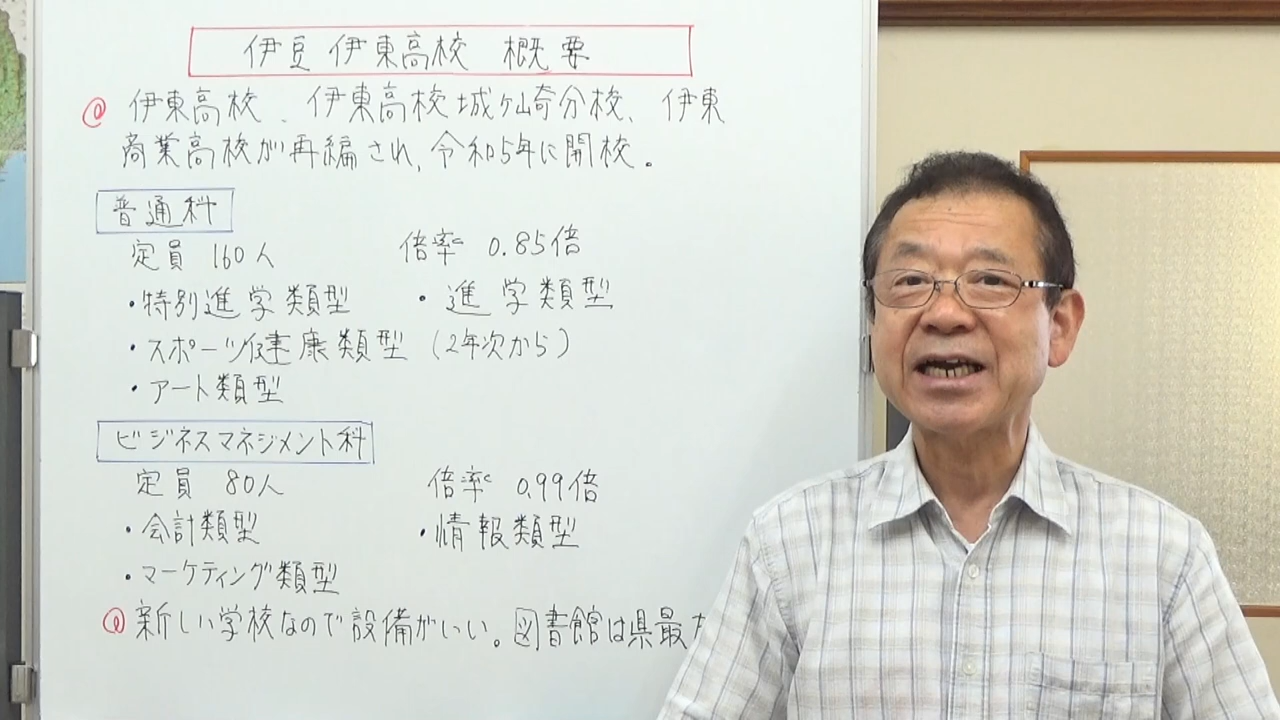 伊豆伊東高校 概要
@ 伊東高校、伊東高校城ヶ崎分校、伊東
商業高校が再編され、令和5年に開校。
普通科
定員 160人 倍率 0.85倍
・特別進学類型 ・進学類型
・スポーツ健康類型 (2年次から)
・アート類型
ビジネスマネジメント科
定員 80人 倍率 0.99倍
・会計類型 ・情報類型
・マーケティング類型
@ 新しい学校なので設備がいい。図書館は県最